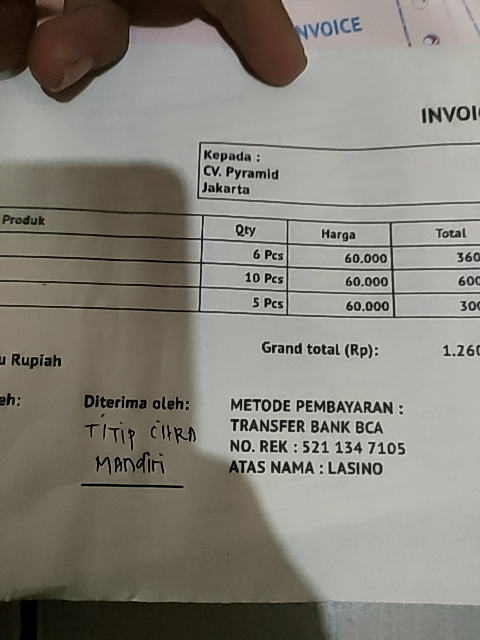 NVOICE
INVOI
Kepada :
CV. Pyramid
Jakarta
Produk Qty Harga Total
6 Pcs 60.000 360
10 Pcs 60.000 600
5 Pcs 60.000 300
Grand total (Rp): 1.260
u Rupiah
eh:
Diterima oleh:
TITIP CITRA
MANDIRI
METODE PEMBAYARAN :
TRANSFER BANK BCA
NO. REK : 521 134 7105
ATAS NAMA : LASINO